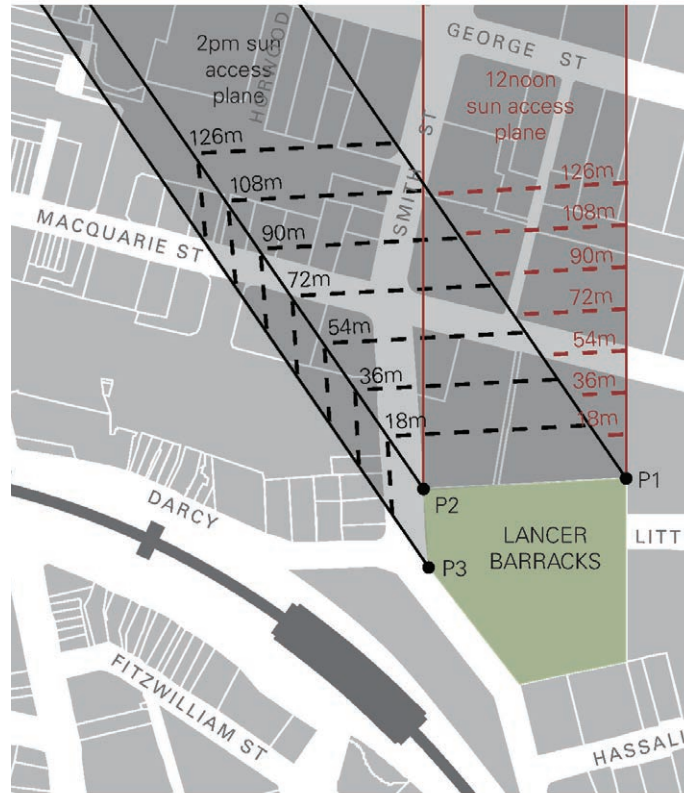 GEORGE ST
2pm sun
access
plane
HORWOOD
12noon
sun access
plane
ST
SMITH
126m
126m
108m
108m
MACQUARIE ST
90m
90m
72m
72m
54m
54m
36m
36m
18m
18m
P1
P2
DARCY
LANCER
BARRACKS
LITT
P3
FITZWILLIAM ST
HASSALL